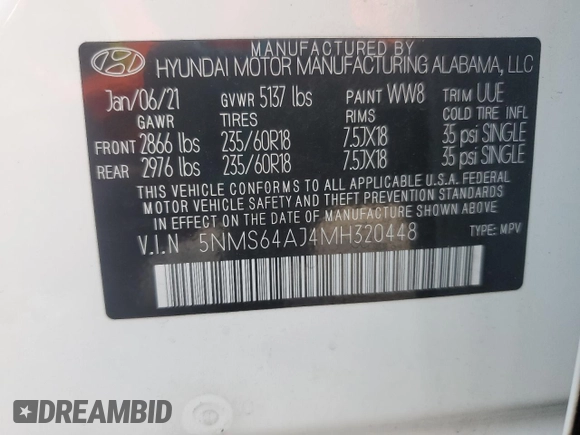 MANUFACTURED BY
HYUNDAI MOTOR MANUFACTURING ALABAMA, LLC
Jan/06/21 GVWR 5137 lbs PAINT WW8 TRIM UUE
GAWR TIRES RIMS COLD TIRE INFL
FRONT 2866 lbs 235/60R18 7.5JX18 35 psi SINGLE
REAR 2976 lbs 235/60R18 7.5JX18 35 psi SINGLE
THIS VEHICLE CONFORMS TO ALL APPLICABLE U.S.A. FEDERAL
MOTOR VEHICLE SAFETY AND THEFT PREVENTION STANDARDS
IN EFFECT ON THE DATE OF MANUFACTURE SHOWN ABOVE.
V.I.N 5NMS64AJ4MH320448 TYPE: MPV
DREAMBID